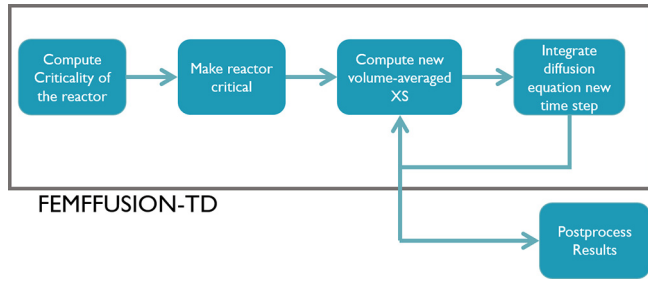 Compute
Criticality of
the reactor
Make reactor
critical
Compute new
volume-averaged
XS
Integrate
diffusion
equation new
time step
FEMFFUSION-TD
Postprocess
Results